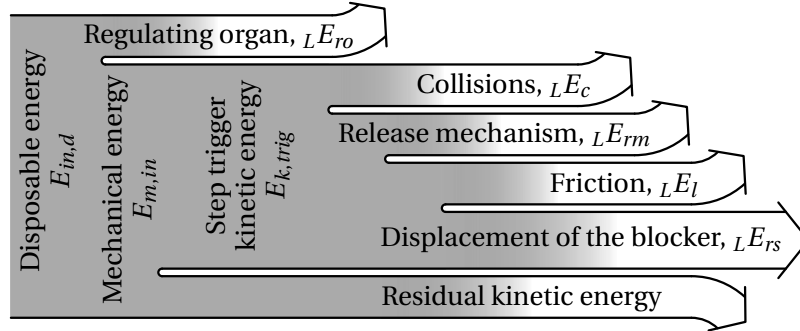 Regulating organ, LEro
Disposable energy
Ein,d
Mechanical energy
Em,in
Step trigger
kinetic energy
Ek,trig
Collisions, LEc
Release mechanism, LErm
Friction, LEl
Displacement of the blocker, LErs
Residual kinetic energy